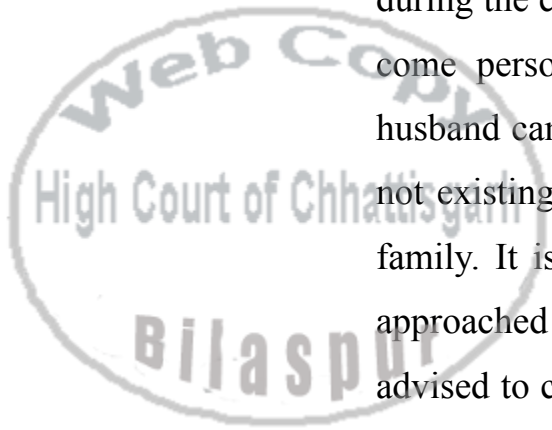 during the c
come perso
husband car
not existing
family. It is
approached
advised to c
Web Copy
High Court of Chhattisgarh
Bilaspur